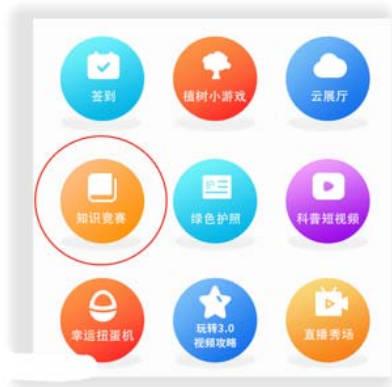 签到
植树小游戏
云展厅
知识竞赛
绿色护照
科普短视频
幸运扭蛋机
玩转3.0
视频攻略
直播秀场